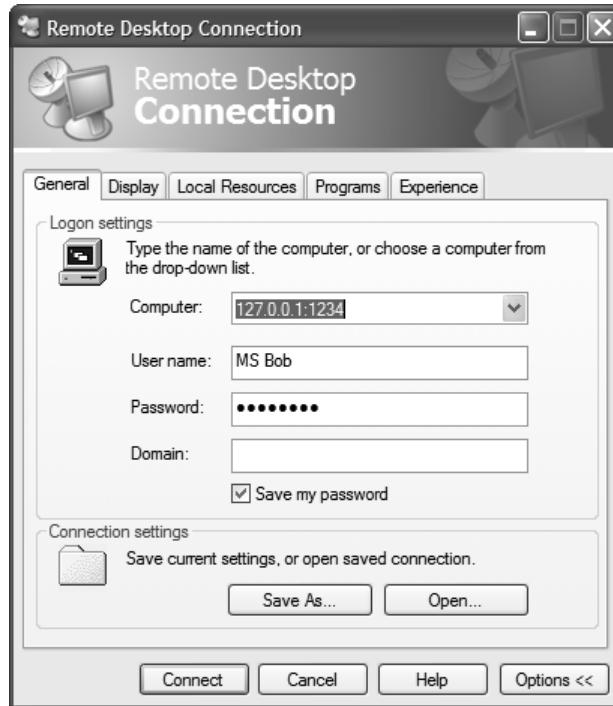 Remote Desktop Connection
Remote Desktop
Connection
General Display Local Resources Programs Experience
Logon settings
Type the name of the computer, or choose a computer from
the drop-down list.
Computer: 127.0.0.1:1234
User name: MS Bob
Password: ••••••••
Domain:
Save my password
Connection settings
Save current settings, or open saved connection.
Save As... Open...
Connect Cancel Help Options <<